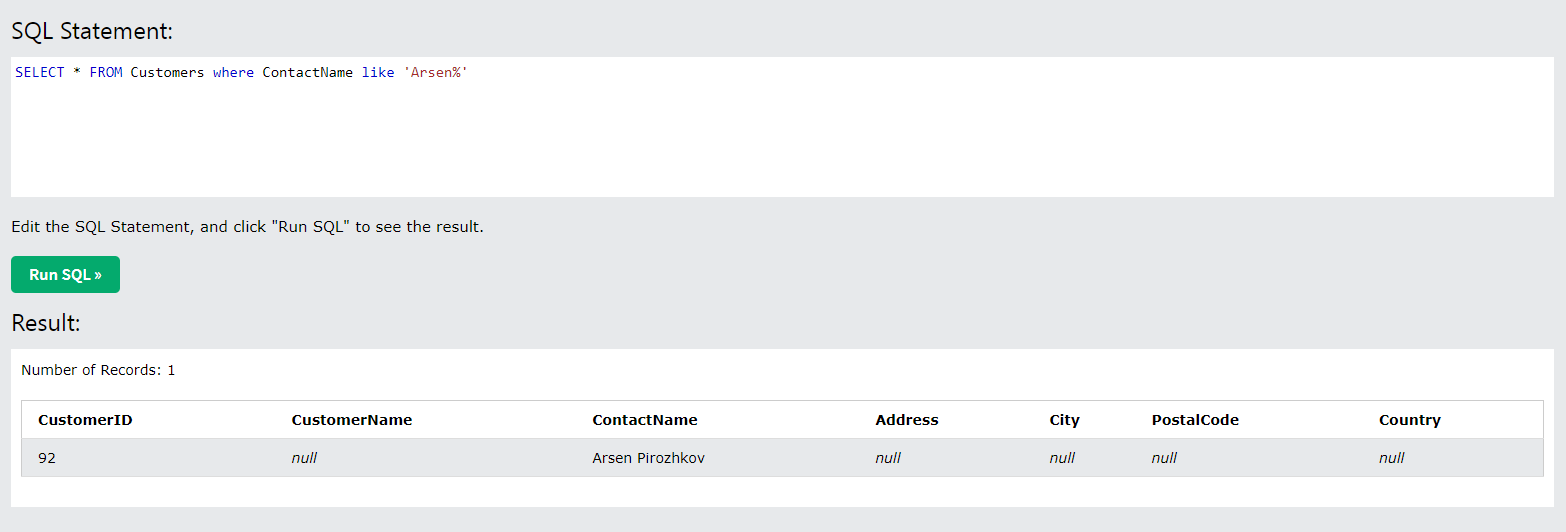 SQL Statement:
SELECT * FROM Customers where ContactName like 'Arsen%'
Edit the SQL Statement, and click "Run SQL" to see the result.
Run SQL »
Result:
Number of Records: 1
CustomerID CustomerName ContactName Address City PostalCode Country
92 null Arsen Pirozhkov null null null null